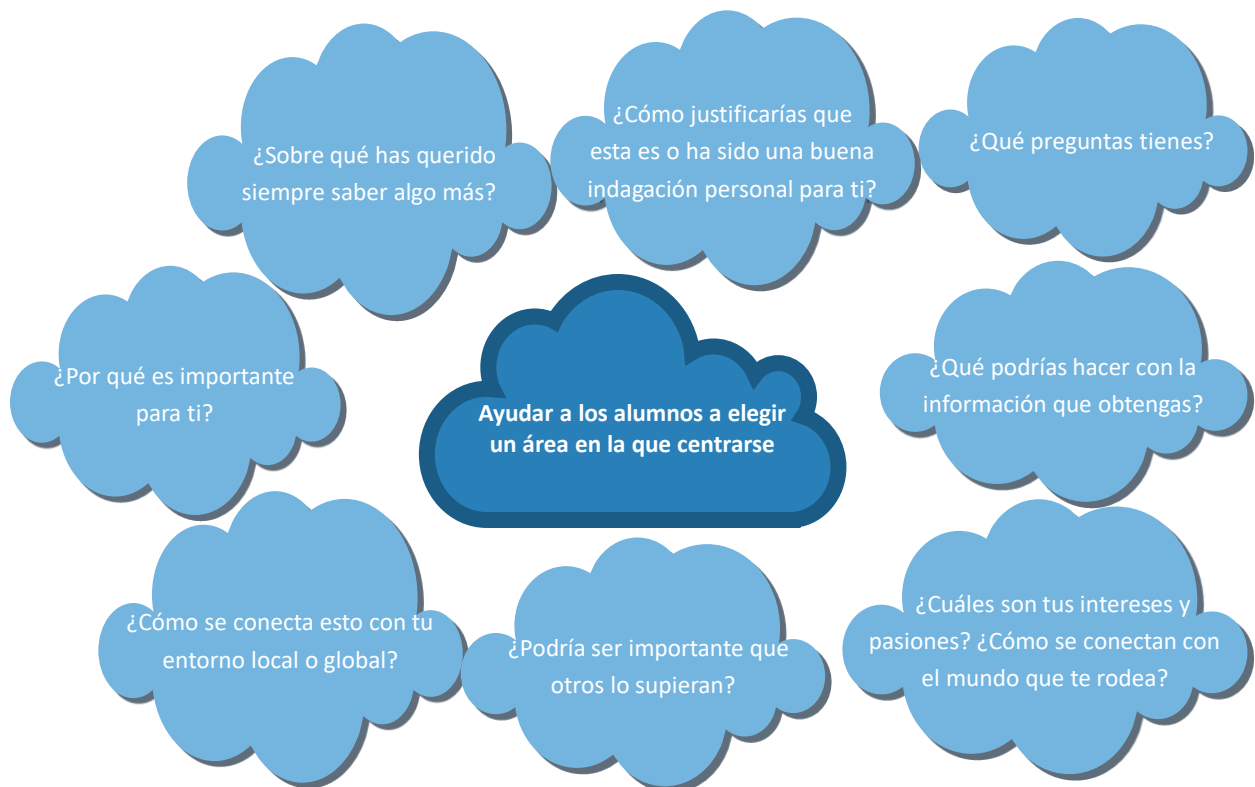 ¿Sobre qué has querido
siempre saber algo más?
¿Cómo justificarías que
esta es o ha sido una buena
indagación personal para ti?
¿Qué preguntas tienes?
¿Por qué es importante
para ti?
Ayudar a los alumnos a elegir
un área en la que centrarse
¿Qué podrías hacer con la
información que obtengas?
¿Cómo se conecta esto con tu
entorno local o global?
¿Podría ser importante que
otros lo supieran?
¿Cuáles son tus intereses y
pasiones? ¿Cómo se conectan con
el mundo que te rodea?